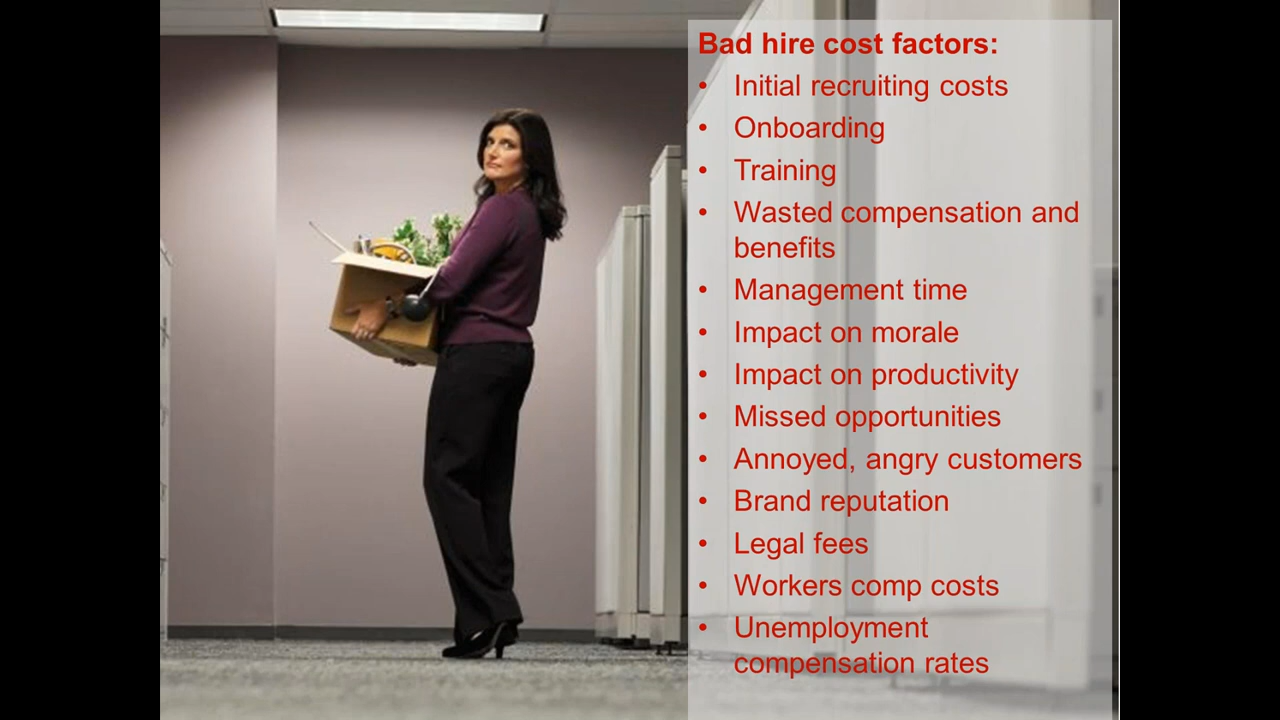 Bad hire cost factors:
• Initial recruiting costs
• Onboarding
• Training
• Wasted compensation and
benefits
• Management time
• Impact on morale
• Impact on productivity
• Missed opportunities
• Annoyed, angry customers
• Brand reputation
• Legal fees
• Workers comp costs
• Unemployment
compensation rates